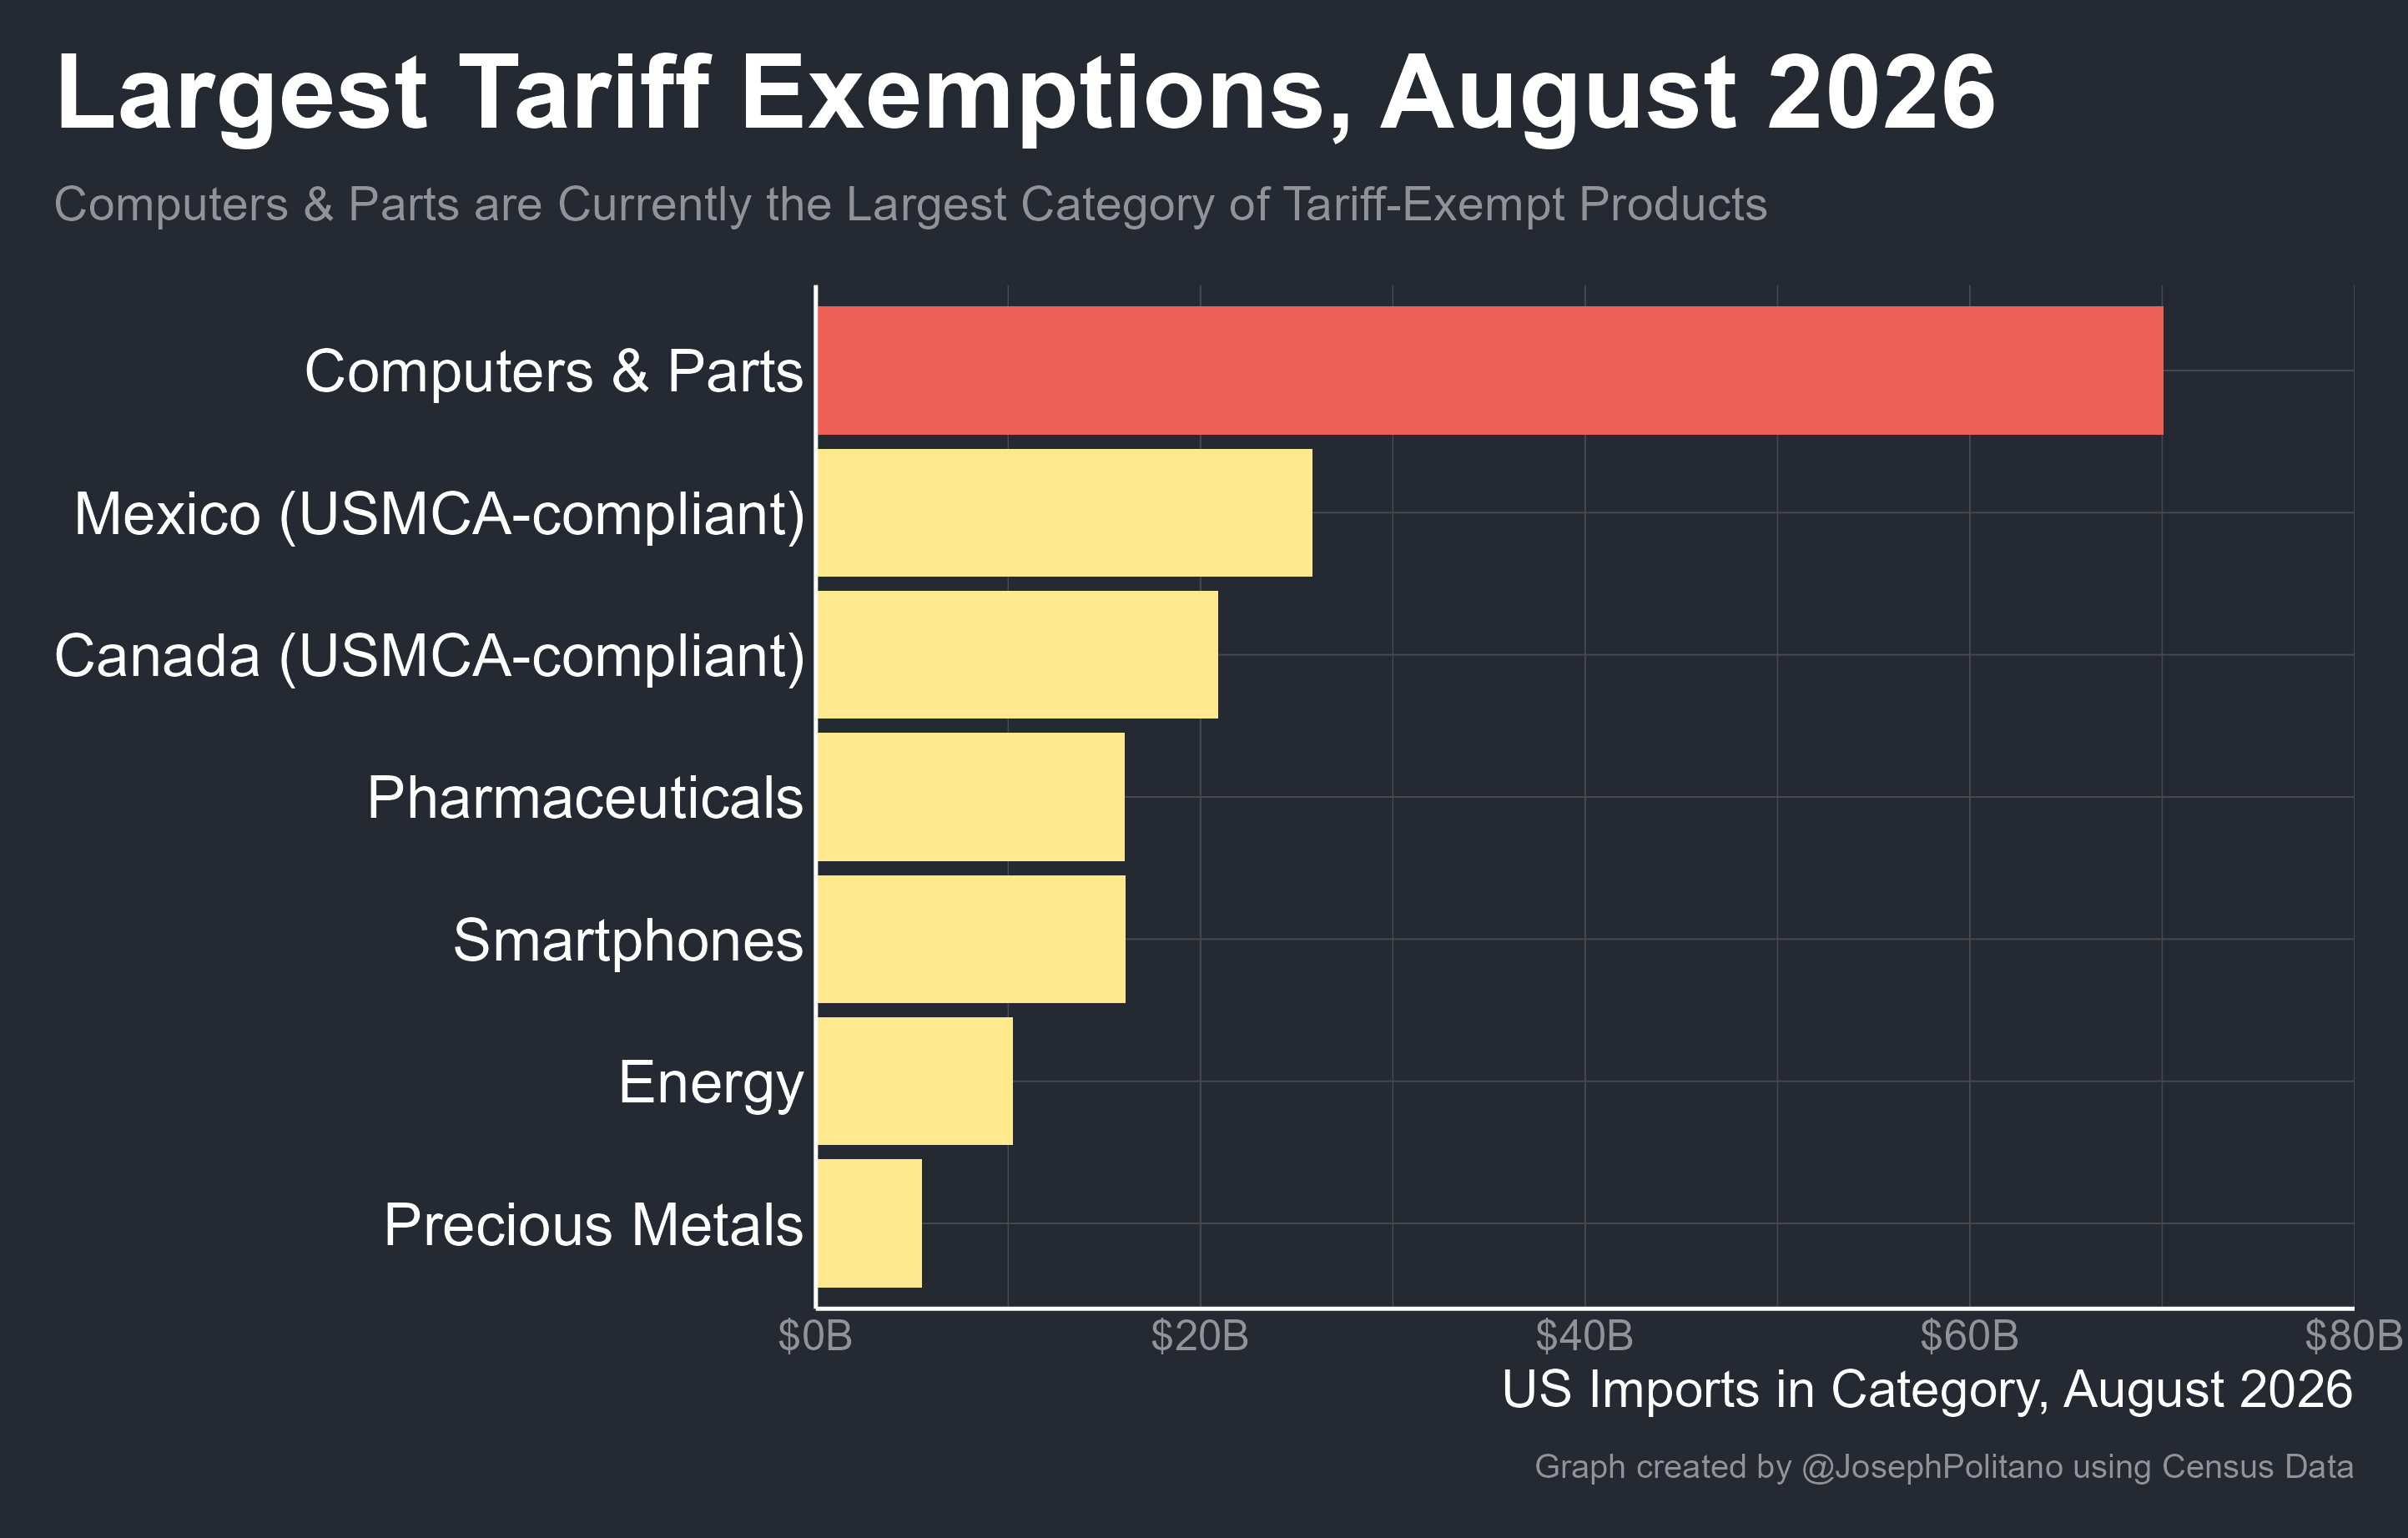 Largest Tariff Exemptions, August 2026
Computers & Parts are Currently the Largest Category of Tariff-Exempt Products
Computers & Parts
Mexico (USMCA-compliant)
Canada (USMCA-compliant)
Pharmaceuticals
Smartphones
Energy
Precious Metals
$0B $20B $40B $60B $80B
US Imports in Category, August 2026
Graph created by @JosephPolitano using Census Data